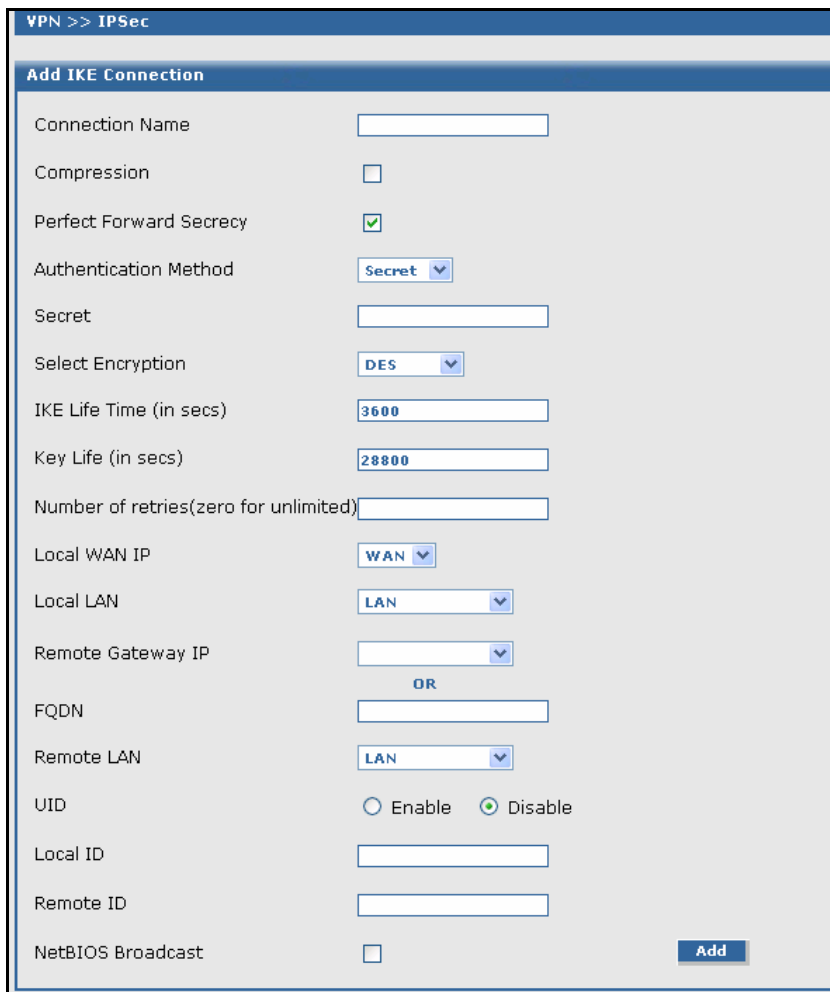 VPN >> IPSec
Add IKE Connection
Connection Name
Compression
Perfect Forward Secrecy
Authentication Method Secret
Secret
Select Encryption DES
IKE Life Time (in secs) 3600
Key Life (in secs) 28800
Number of retries(zero for unlimited)
Local WAN IP WAN
Local LAN LAN
Remote Gateway IP
OR
FQDN
Remote LAN LAN
UID Enable Disable
Local ID
Remote ID
NetBIOS Broadcast Add